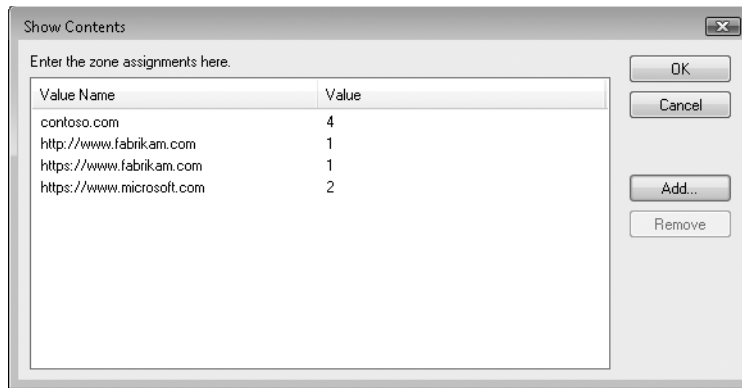 Show Contents
Enter the zone assignments here.
OK
Cancel
Value Name Value
contoso.com 4
http://www.fabrikam.com 1
https://www.fabrikam.com 1
https://www.microsoft.com 2
Add...
Remove